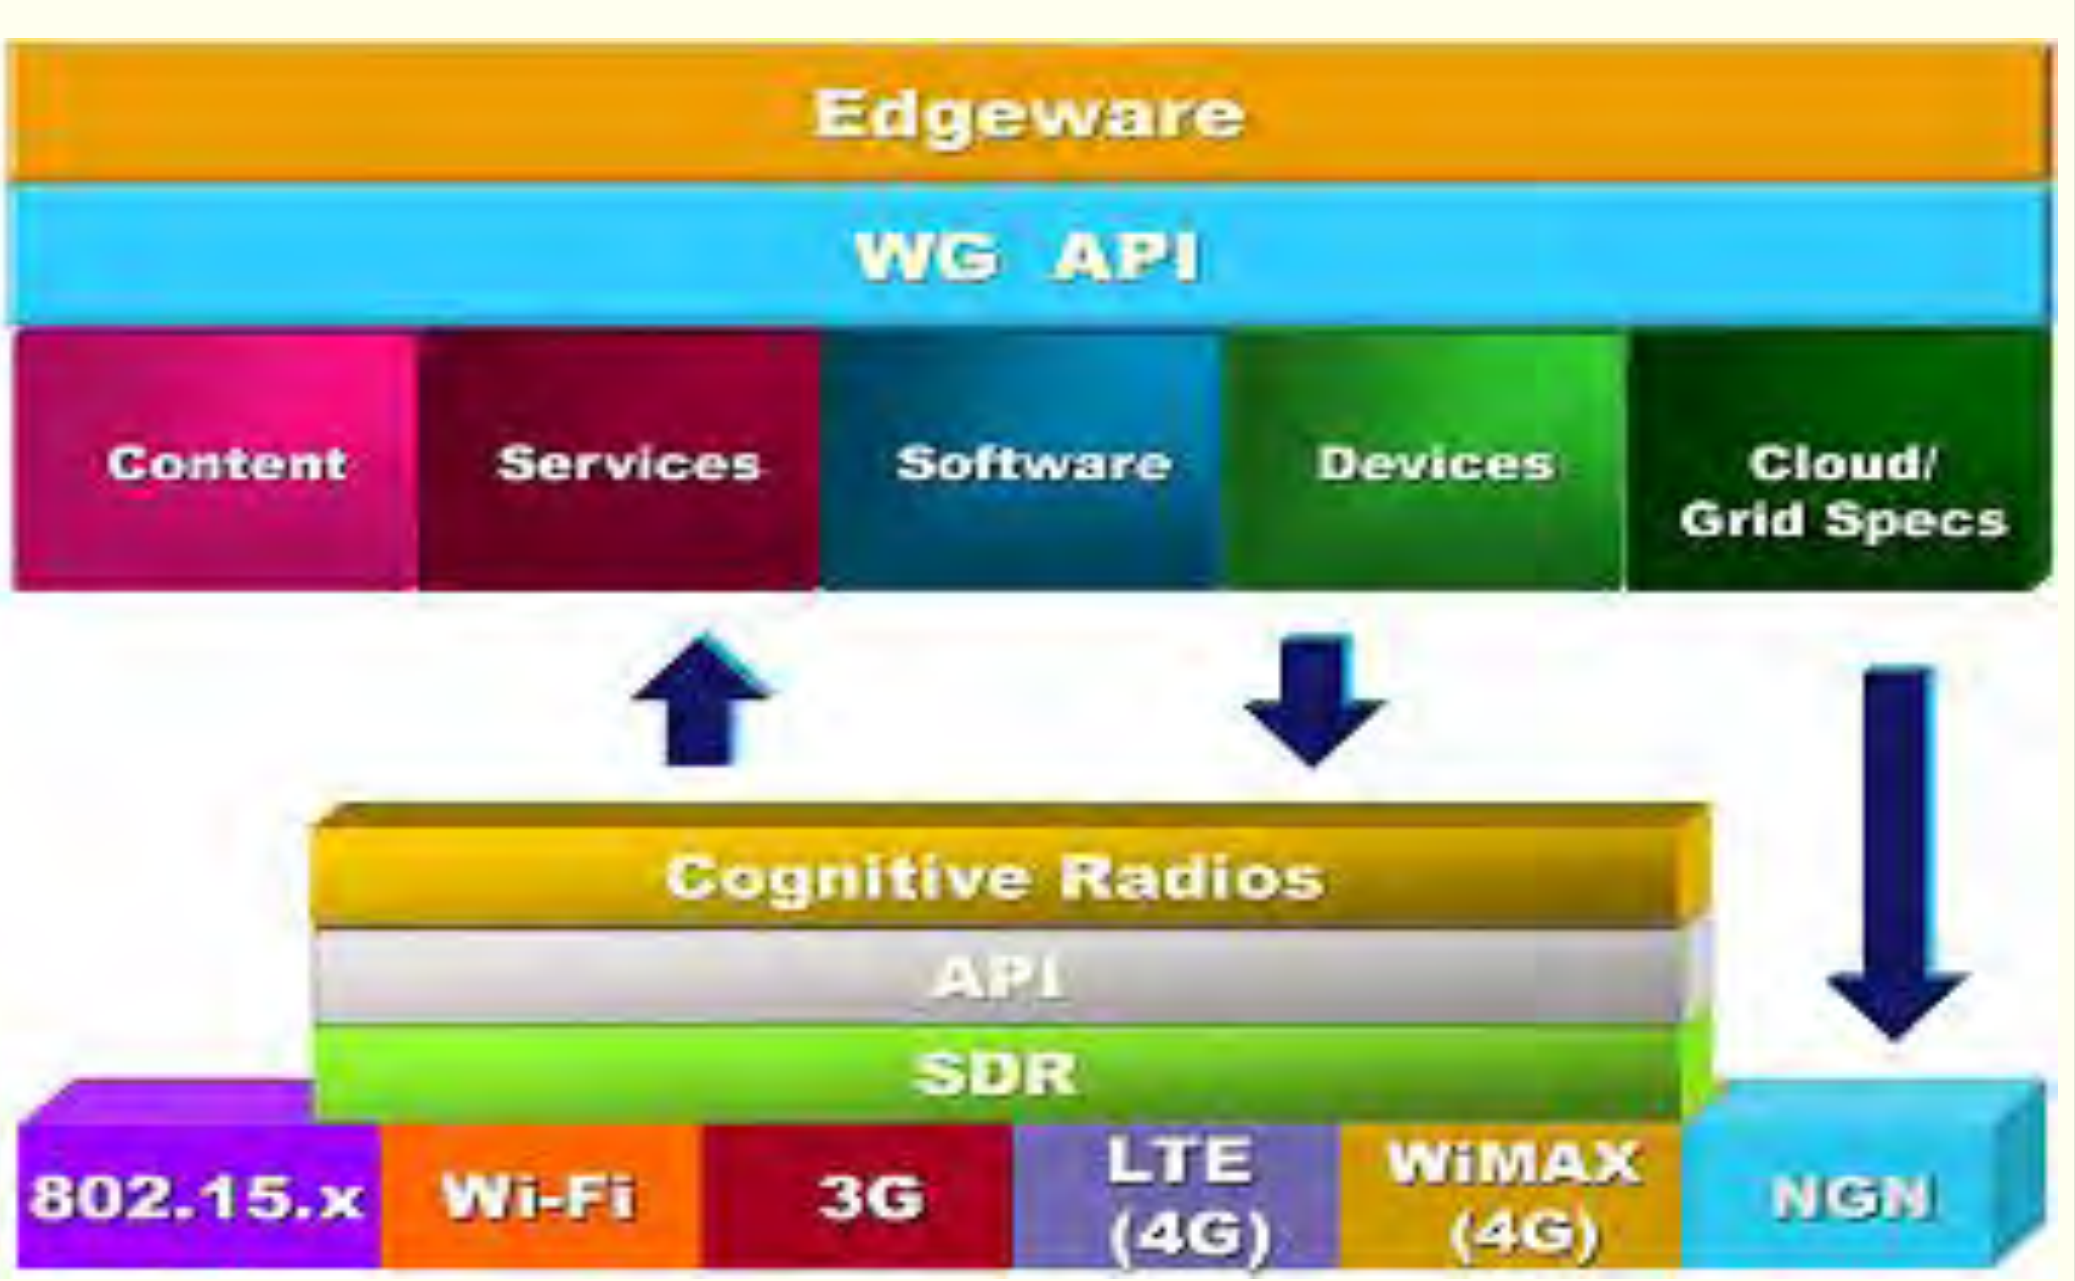 Edgeware
WG API
Content
Services
Software
Devices
Cloud/
Grid Specs
Cognitive Radios
API
SDR
802.15.x
Wi-Fi
3G
LTE
(4G)
WiMAX
(4G)
NGN